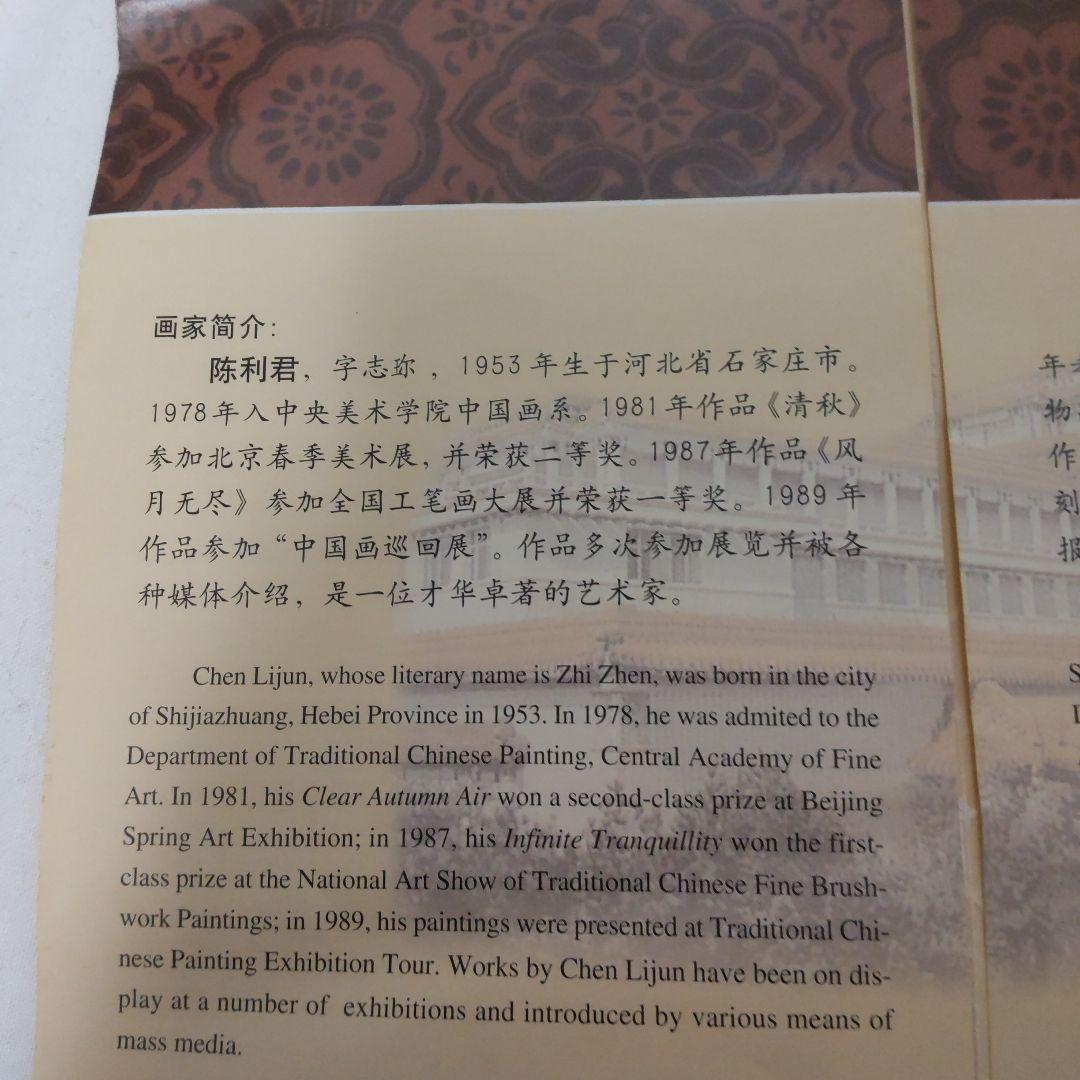 画家简介：
陈利君，字志珎，1953年生于河北省石家庄市。
1978年入中央美术学院中国画系。1981年作品《清秋》
参加北京春季美术展，并荣获二等奖。1987年作品《风
月无尽》参加全国工笔画大展并荣获一等奖。1989年
作品参加“中国画巡回展”。作品多次参加展览并被各
种媒体介绍，是一位才华卓著的艺术家。
Chen Lijun, whose literary name is Zhi Zhen, was born in the city
of Shijiazhuang, Hebei Province in 1953. In 1978, he was admited to the
Department of Traditional Chinese Painting, Central Academy of Fine
Art. In 1981, his Clear Autumn Air won a second-class prize at Beijing
Spring Art Exhibition; in 1987, his Infinite Tranquillity won the first-
class prize at the National Art Show of Traditional Chinese Fine Brush-
work Paintings; in 1989, his paintings were presented at Traditional Chi-
nese Painting Exhibition Tour. Works by Chen Lijun have been on dis-
play at a number of exhibitions and introduced by various means of
mass media.
物
作
刻
报
S